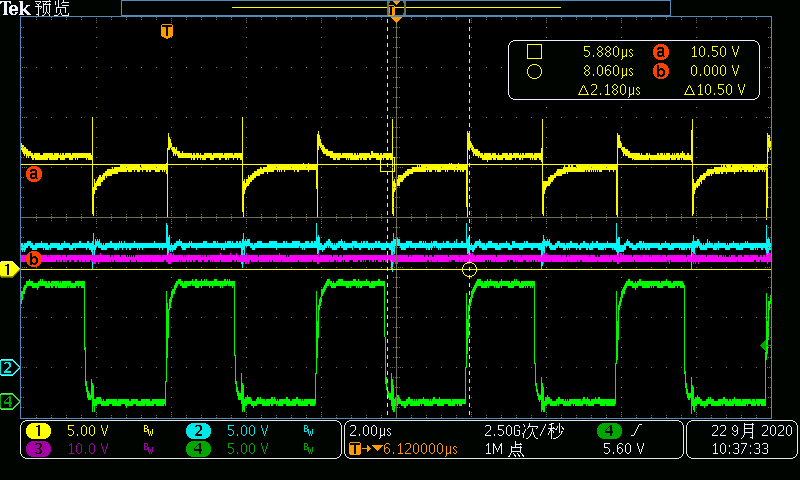 Tek 预览
T
T
5.880µs a 10.50 V
8.060µs b 0.000 V
△2.180µs △10.50 V
a
b
1
2
4
1 5.00 V BW 2 5.00 V BW
3 10.0 V BW 4 5.00 V BW
2.00µs 2.50G次/秒 4 5.60 V
T→▼6.120000µs 1M 点
22 9月 2020
10:37:33